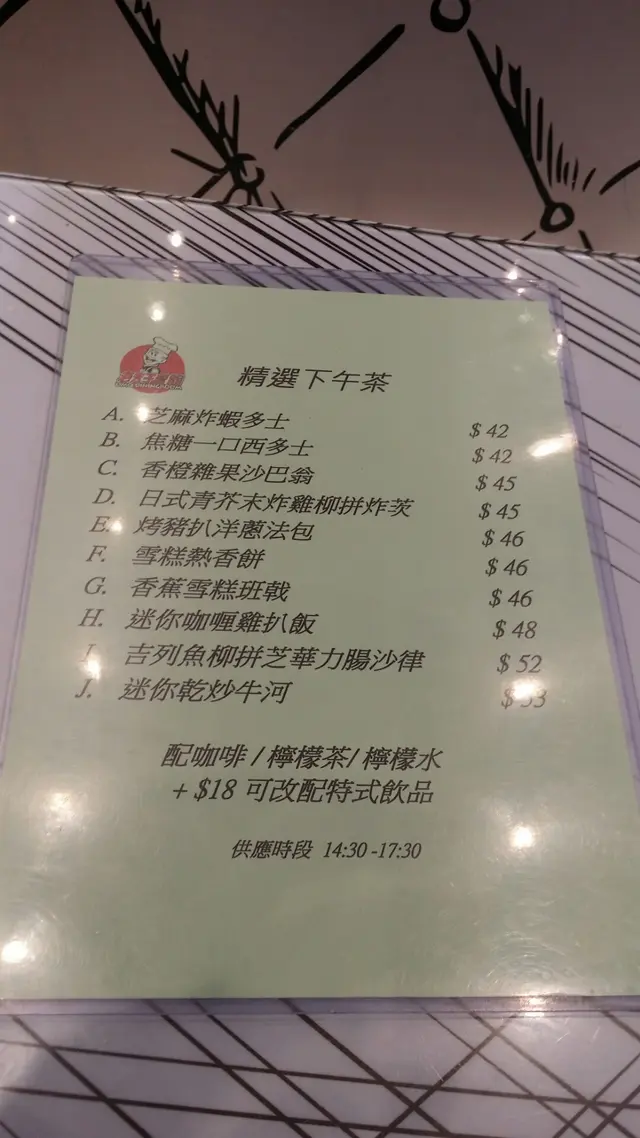 精選下午茶
A. 芝麻炸蝦多士 $ 42
B. 焦糖一口西多士 $ 42
C. 香橙雜果沙巴翁 $ 45
D. 日式青芥末炸雞柳拼炸茨 $ 45
E. 烤豬扒洋蔥法包 $ 46
F. 雪糕熱香餅 $ 46
G. 香蕉雪糕班戟 $ 46
H. 迷你咖喱雞扒飯 $ 48
I. 吉列魚柳拼芝華力腸沙律 $ 52
J. 迷你乾炒牛河 $ 53
配咖啡 / 檸檬茶/ 檸檬水
+ $18 可改配特式飲品
供應時段 14:30 -17:30